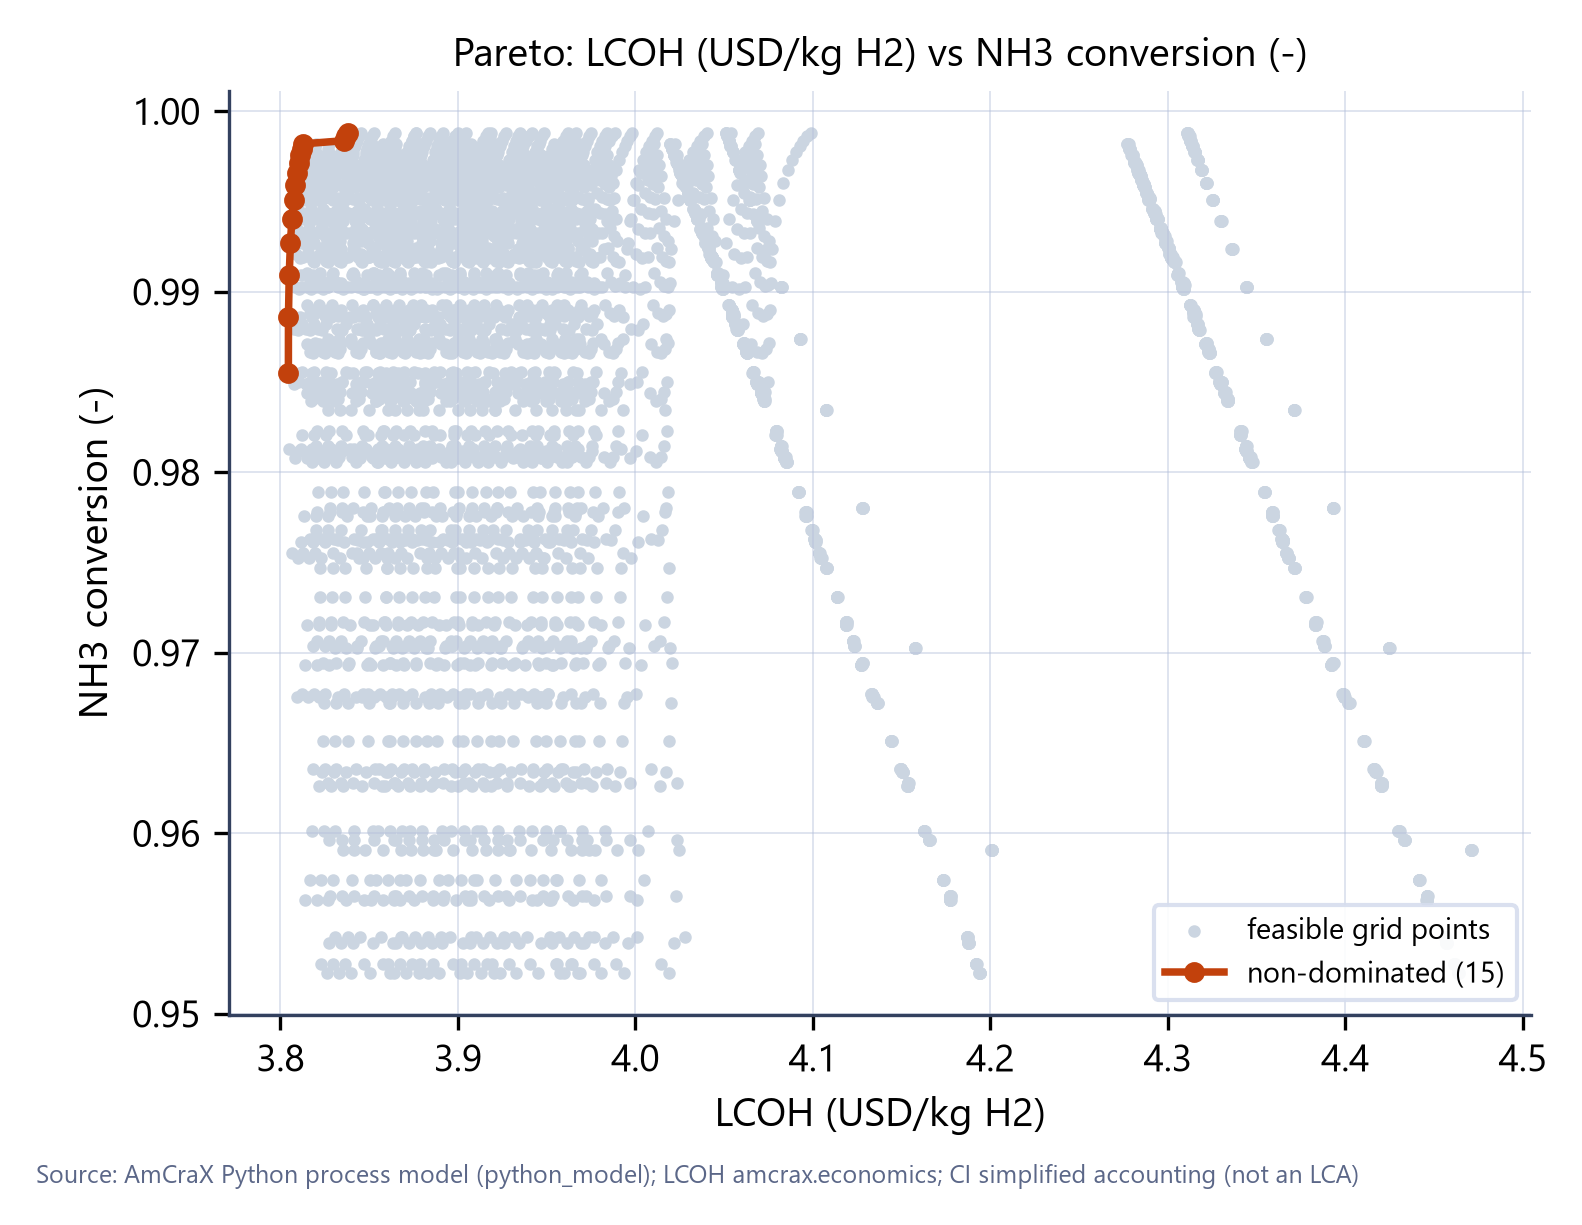 Pareto: LCOH (USD/kg H2) vs NH3 conversion (-)
1.00
0.99
0.98
0.97
0.96
0.95
NH3 conversion (-)
feasible grid points
non-dominated (15)
3.8
3.9
4.0
4.1
4.2
4.3
4.4
4.5
LCOH (USD/kg H2)
Source: AmCraX Python process model (python_model); LCOH amcrax.economics; CI simplified accounting (not an LCA)